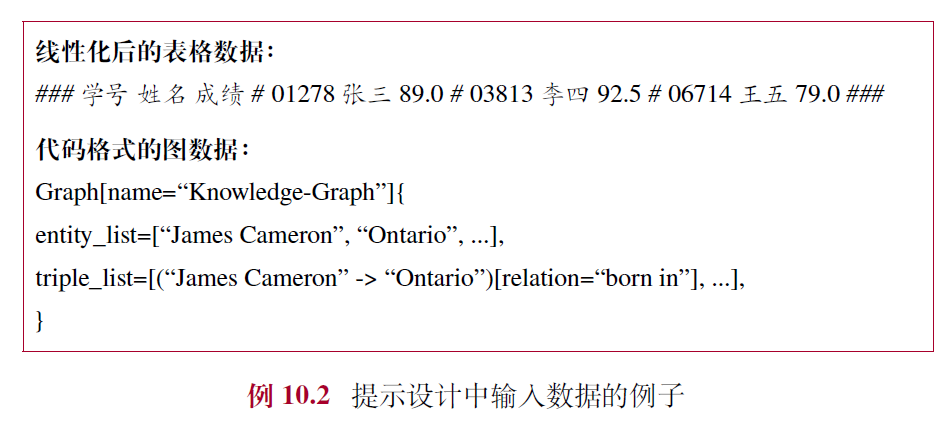 线性化后的表格数据：
### 学号 姓名 成绩 # 01278 张三 89.0 # 03813 李四 92.5 # 06714 王五 79.0 ###
代码格式的图数据：
Graph[name=“Knowledge-Graph”]{
entity_list=[“James Cameron”, “Ontario”, ...],
triple_list=[(“James Cameron” -> “Ontario”)[relation=“born in”], ...],
}
例 10.2 提示设计中输入数据的例子